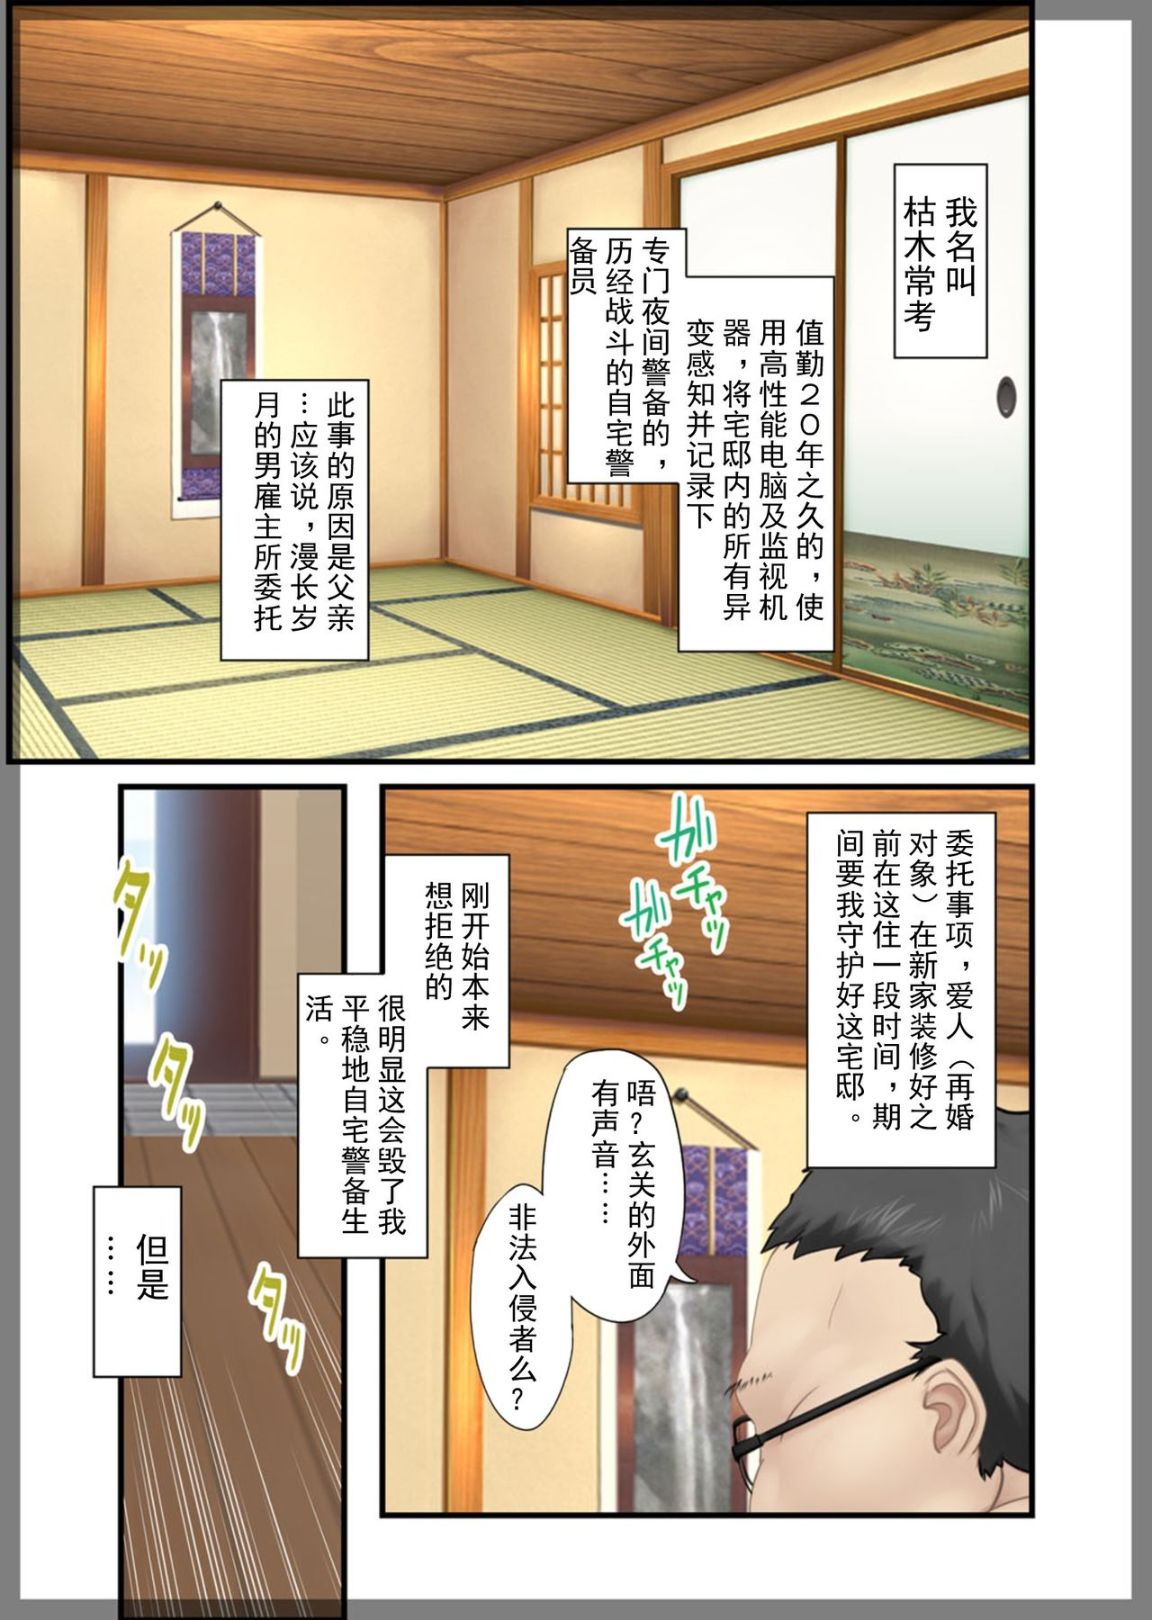 我名叫
枯木常考
值勤２０年之久的，使
用高性能电脑及监视机
器，将宅邸内的所有异
变感知并记录下
专门夜间警备的，
历经战斗的自宅警
备员
此事的原因是父亲
…应该说，漫长岁
月的男雇主所委托
委托事项，爱人（再婚
对象）在新家装修好之
前在这住一段时间，期
间要我守护好这宅邸。
ガチャッ
ガチャッ
唔？玄关的外面
有声音……
非法入侵者么？
刚开始本来
想拒绝的
很明显这会毁了我
平稳地自宅警备生
活。
タッ
タッ
タッ
但是
……